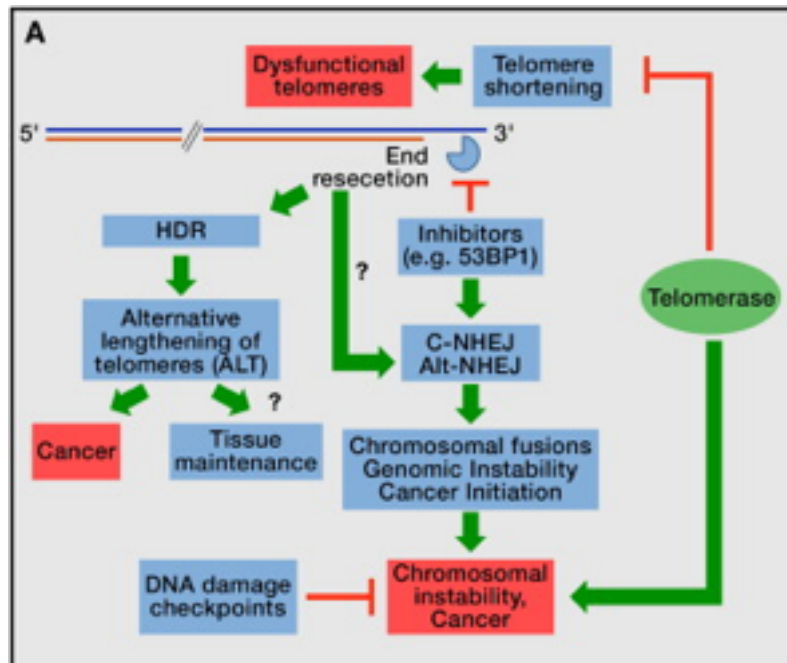 A
Dysfunctional
telomeres
Telomere
shortening
5'
3'
End
resecetion
HDR
Inhibitors
(e.g. 53BP1)
?
Telomerase
Alternative
lengthening of
telomeres (ALT)
C-NHEJ
Alt-NHEJ
?
Cancer
Tissue
maintenance
Chromosomal fusions
Genomic Instability
Cancer Initiation
DNA damage
checkpoints
Chromosomal
instability,
Cancer